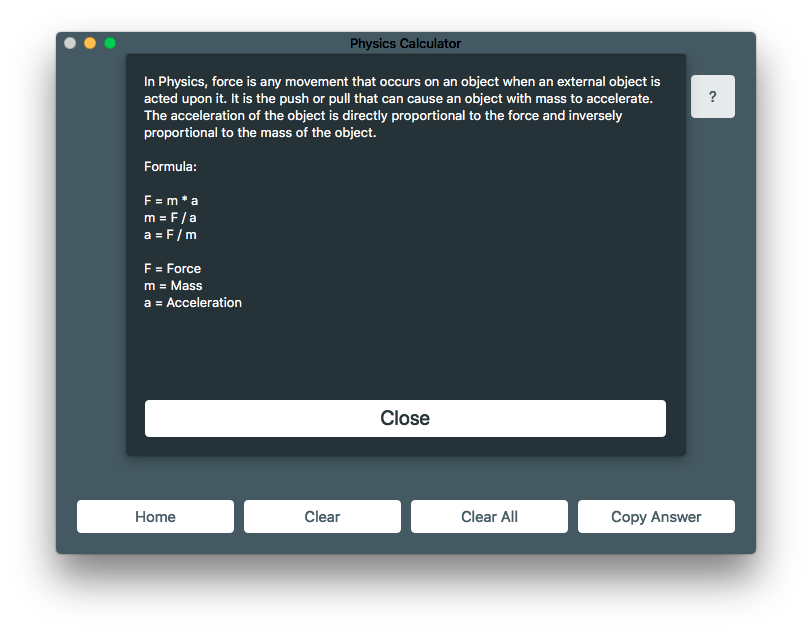 Physics Calculator
In Physics, force is any movement that occurs on an object when an external object is
acted upon it. It is the push or pull that can cause an object with mass to accelerate.
The acceleration of the object is directly proportional to the force and inversely
proportional to the mass of the object.
Formula:
F = m * a
m = F / a
a = F / m
F = Force
m = Mass
a = Acceleration
?
Close
Home
Clear
Clear All
Copy Answer